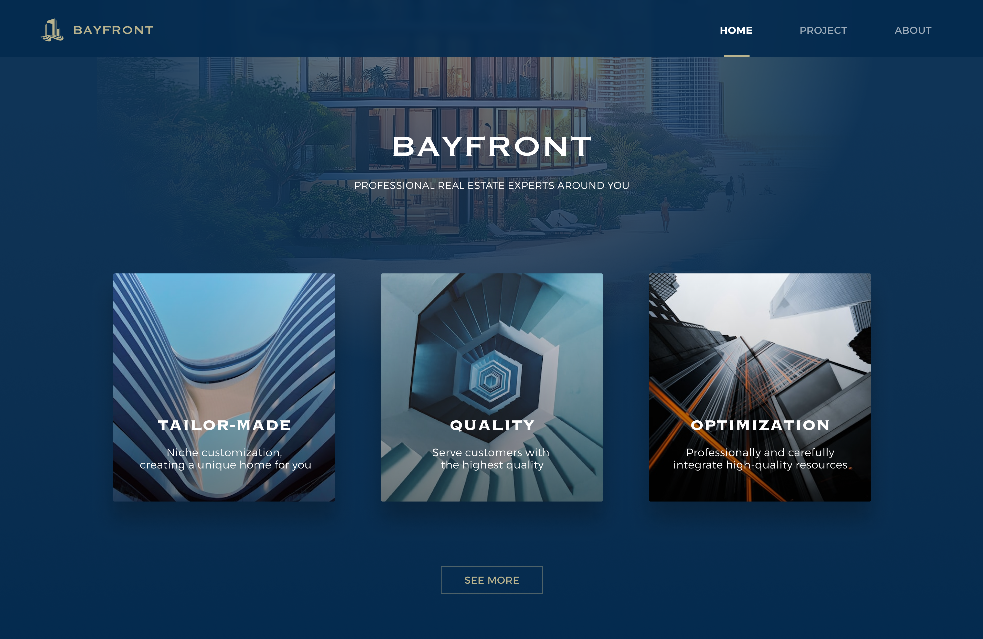 BAYFRONT
HOME
PROJECT
ABOUT
BAYFRONT
PROFESSIONAL REAL ESTATE EXPERTS AROUND YOU
TAILOR-MADE
Niche customization,
creating a unique home for you
QUALITY
Serve customers with
the highest quality
OPTIMIZATION
Professionally and carefully
integrate high-quality resources.
SEE MORE